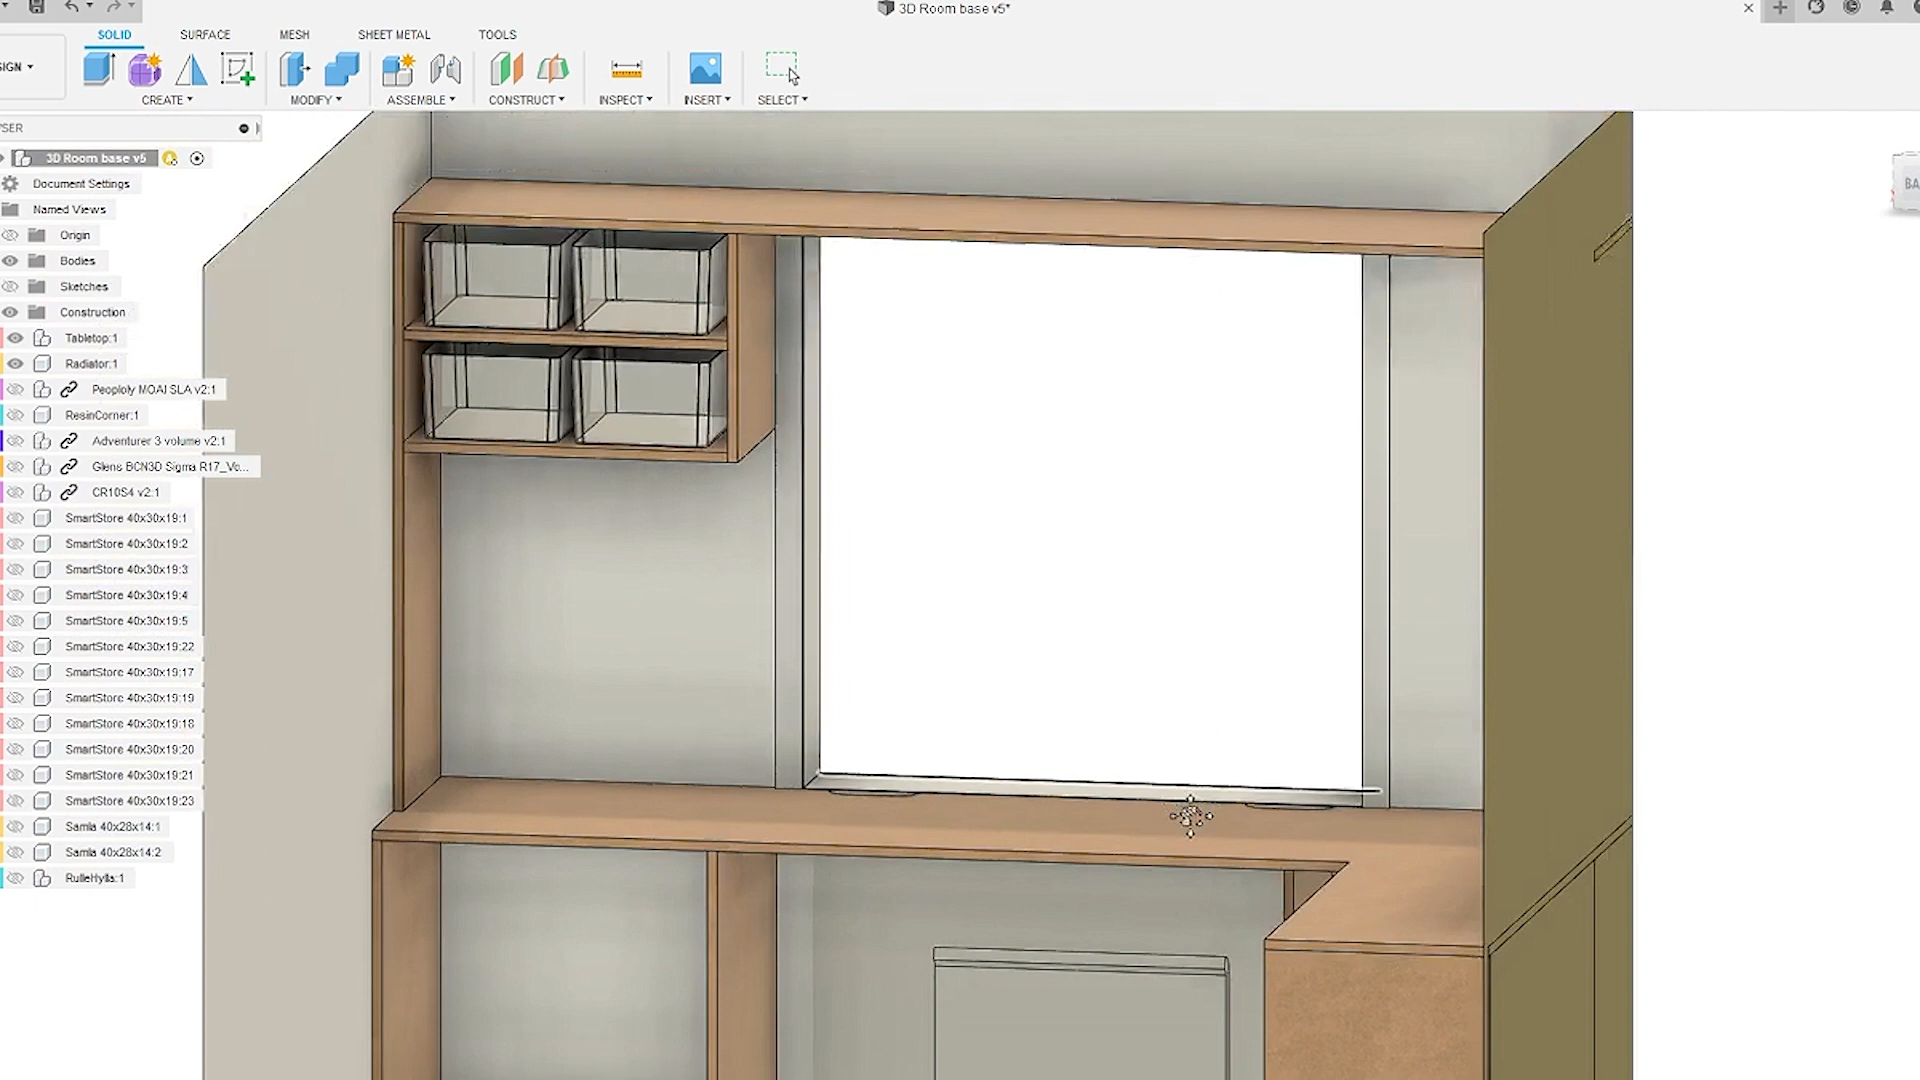 3D Room base v5*
SOLID
SURFACE
MESH
SHEET METAL
TOOLS
SIGN
CREATE
MODIFY
ASSEMBLE
CONSTRUCT
INSPECT
INSERT
SELECT
SER
3D Room base v5
Document Settings
Named Views
Origin
Bodies
Sketches
Construction
Tabletop:1
Radiator:1
Peoploly MOAI SLA v2:1
ResinCorner:1
Adventurer 3 volume v2:1
Glens BCN3D Sigma R17_Vo...
CR10S4 v2:1
SmartStore 40x30x19:1
SmartStore 40x30x19:2
SmartStore 40x30x19:3
SmartStore 40x30x19:4
SmartStore 40x30x19:5
SmartStore 40x30x19:22
SmartStore 40x30x19:17
SmartStore 40x30x19:19
SmartStore 40x30x19:18
SmartStore 40x30x19:20
SmartStore 40x30x19:21
SmartStore 40x30x19:23
Samla 40x28x14:1
Samla 40x28x14:2
RulleHylla:1
BA